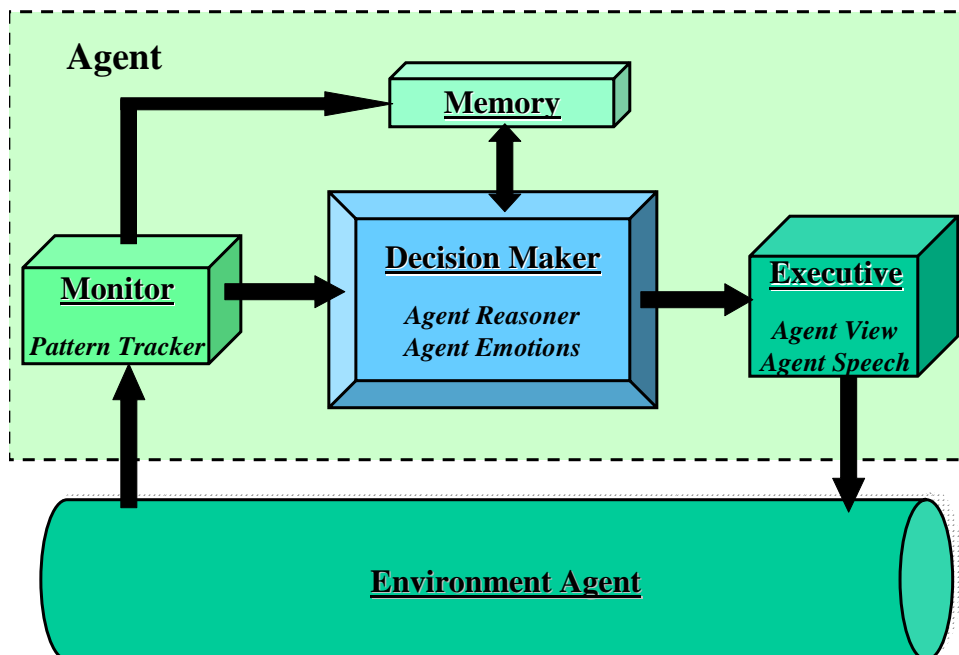 Agent
Memory
Monitor
Pattern Tracker
Decision Maker
Agent Reasoner
Agent Emotions
Executive
Agent View
Agent Speech
Environment Agent